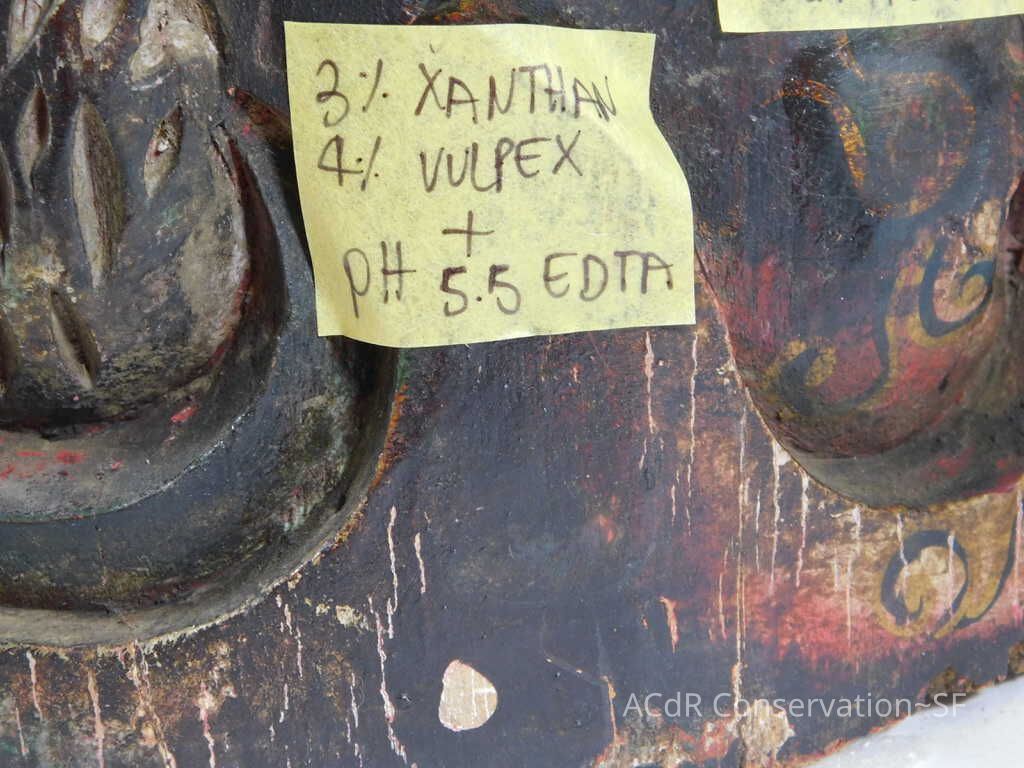 3% XANTHAN
4% VULPEX
+
pH 5.5 EDTA
ACdR Conservation~SF